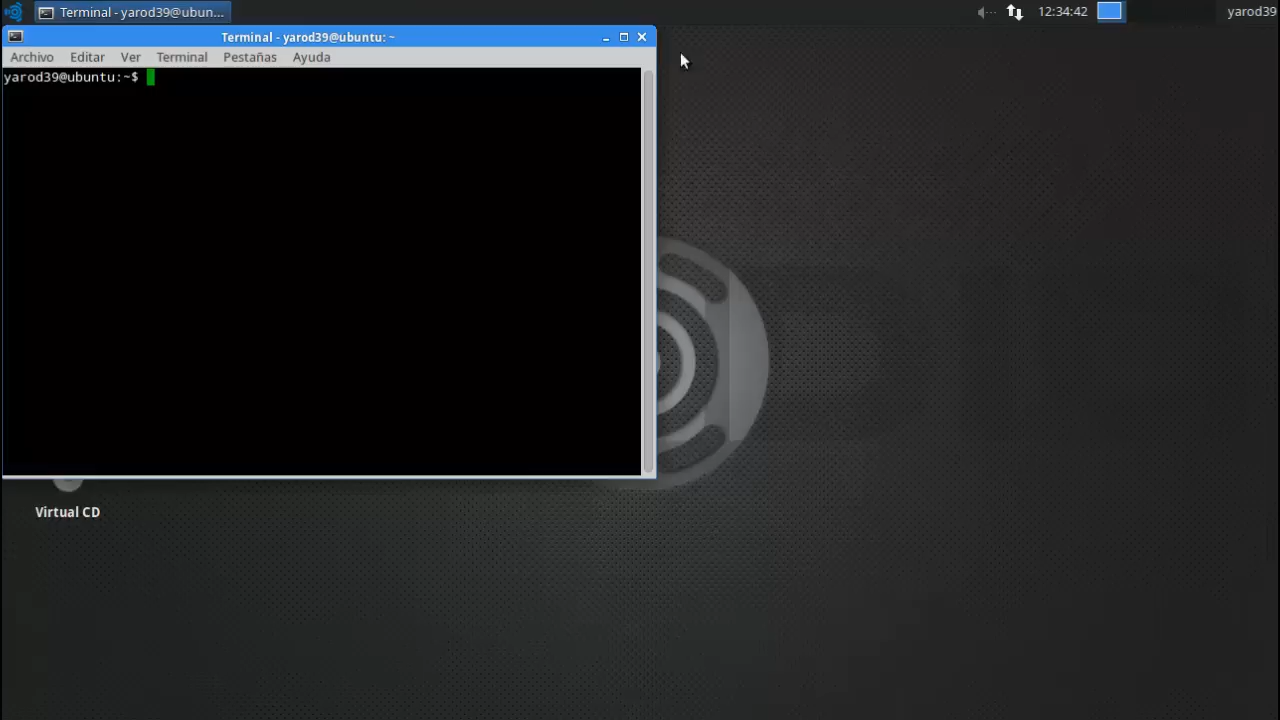 Terminal - yarod39@ubun...
12:34:42
yarod39
Terminal - yarod39@ubuntu: ~
Archivo Editar Ver Terminal Pestañas Ayuda
yarod39@ubuntu:~$
Virtual CD